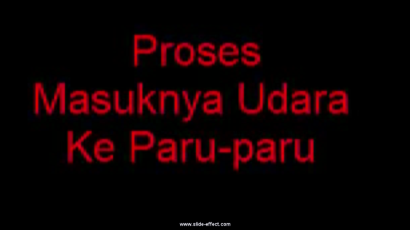 Proses
Masuknya Udara
Ke Paru-paru
www.slide-effect.com